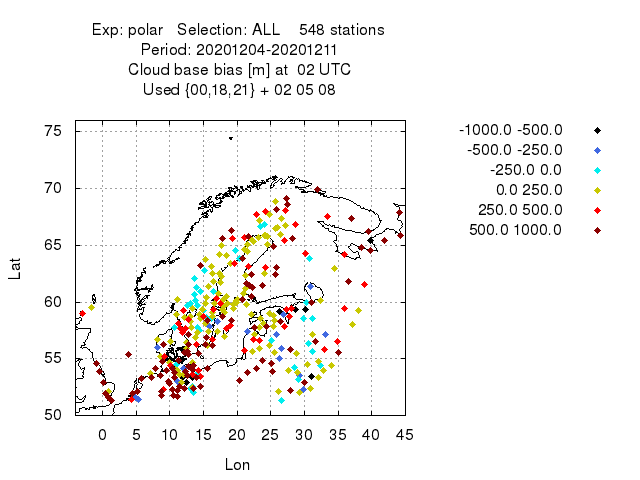 Exp: polar Selection: ALL 548 stations
Period: 20201204-20201211
Cloud base bias [m] at 02 UTC
Used {00,18,21} + 02 05 08
-1000.0 -500.0
-500.0 -250.0
-250.0 0.0
0.0 250.0
250.0 500.0
500.0 1000.0
75
70
65
60
55
50
Lat
0 5 10 15 20 25 30 35 40 45
Lon